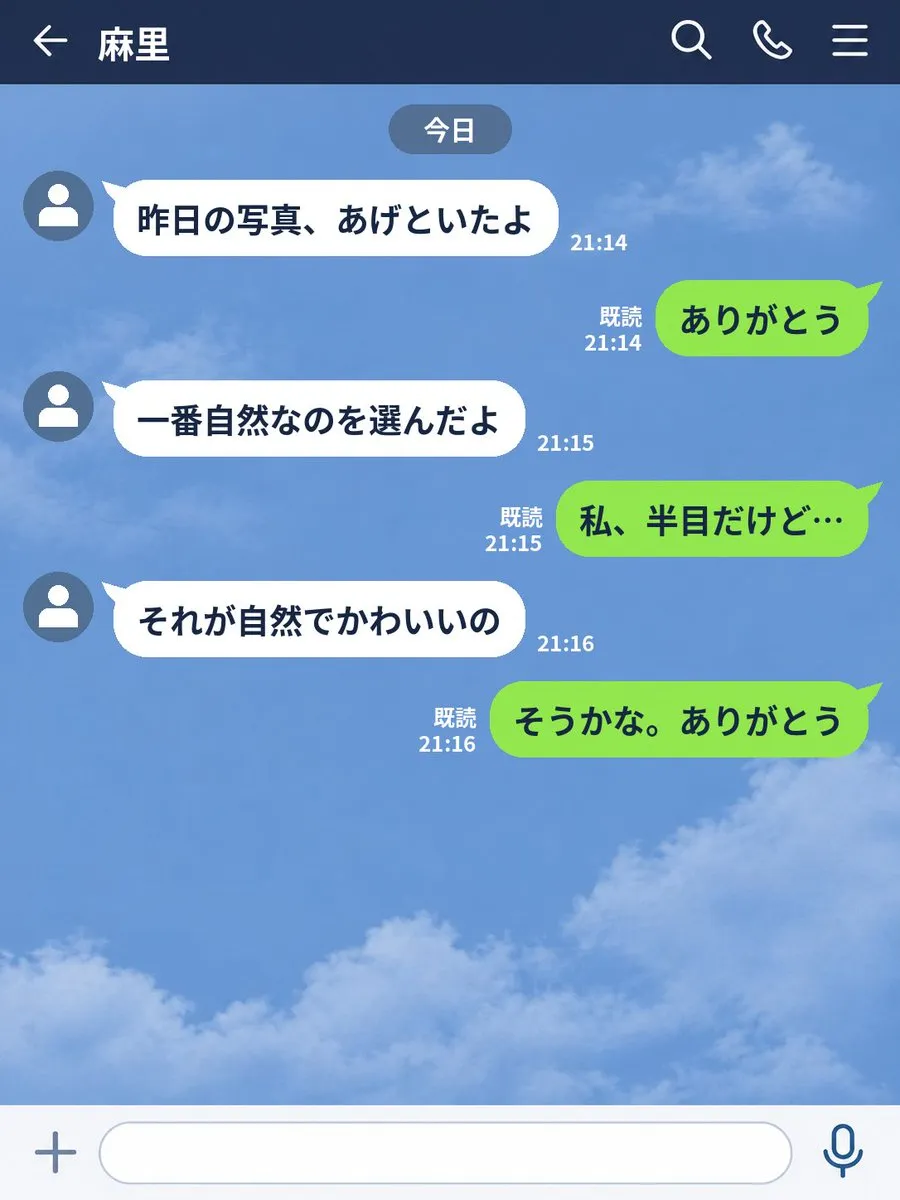 麻里
今日
昨日の写真、あげといたよ
21:14
ありがとう
既読
21:14
一番自然なのを選んだよ
21:15
私、半目だけど…
既読
21:15
それが自然でかわいいの
21:16
そうかな。ありがとう
既読
21:16